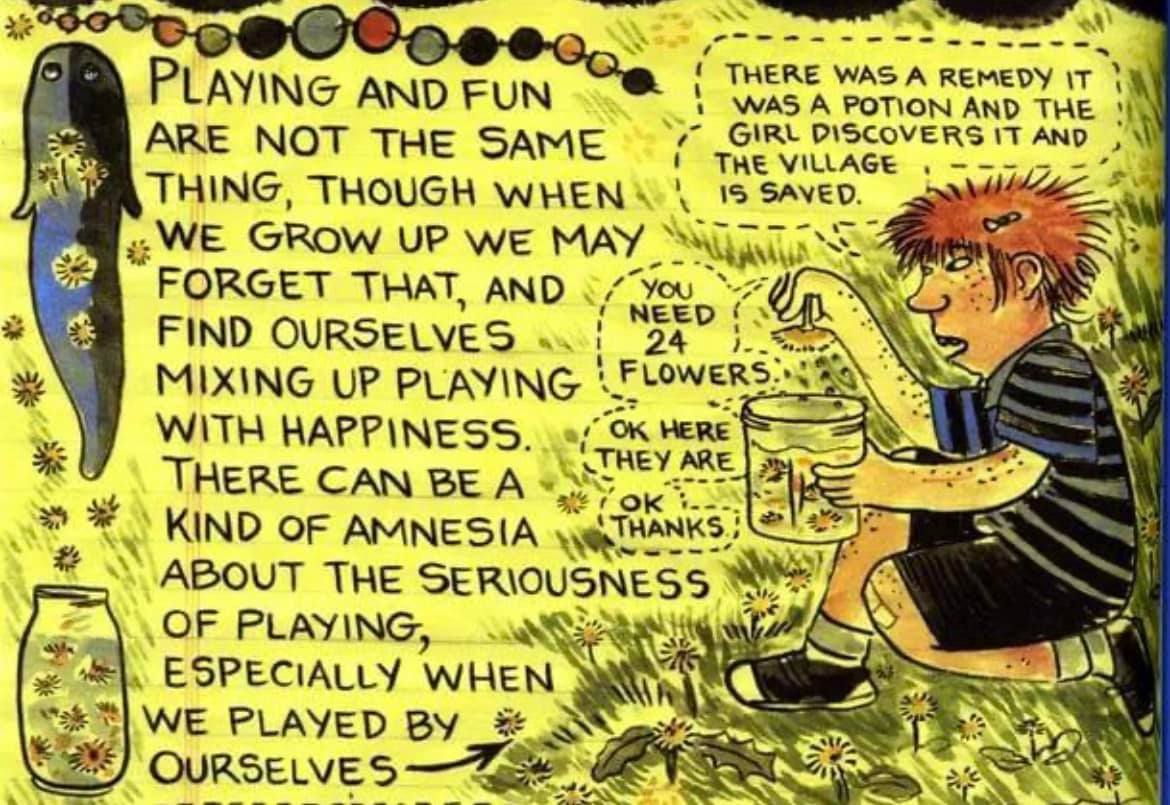 PLAYING AND FUN
ARE NOT THE SAME
THING, THOUGH WHEN
WE GROW UP WE MAY
FORGET THAT, AND
FIND OURSELVES
MIXING UP PLAYING
WITH HAPPINESS.
THERE CAN BE A
KIND OF AMNESIA
ABOUT THE SERIOUSNESS
OF PLAYING,
ESPECIALLY WHEN
WE PLAYED BY
OURSELVES
THERE WAS A REMEDY IT
WAS A POTION AND THE
GIRL DISCOVERS IT AND
THE VILLAGE
IS SAVED.
YOU
NEED
24
FLOWERS
OK HERE
THEY ARE
OK
THANKS